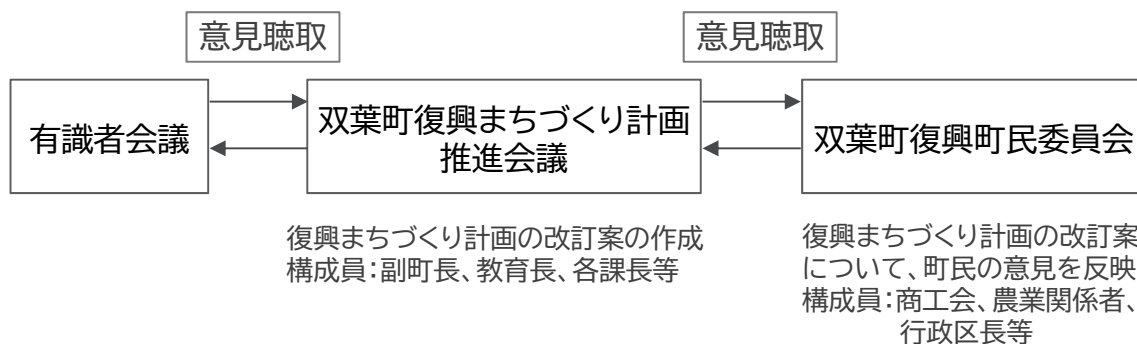 意見聴取
意見聴取
有識者会議
双葉町復興まちづくり計画
推進会議
双葉町復興町民委員会
復興まちづくり計画の改訂案の作成
構成員：副町長、教育長、各課長等
復興まちづくり計画の改訂案
について、町民の意見を反映
構成員：商工会、農業関係者、
行政区長等